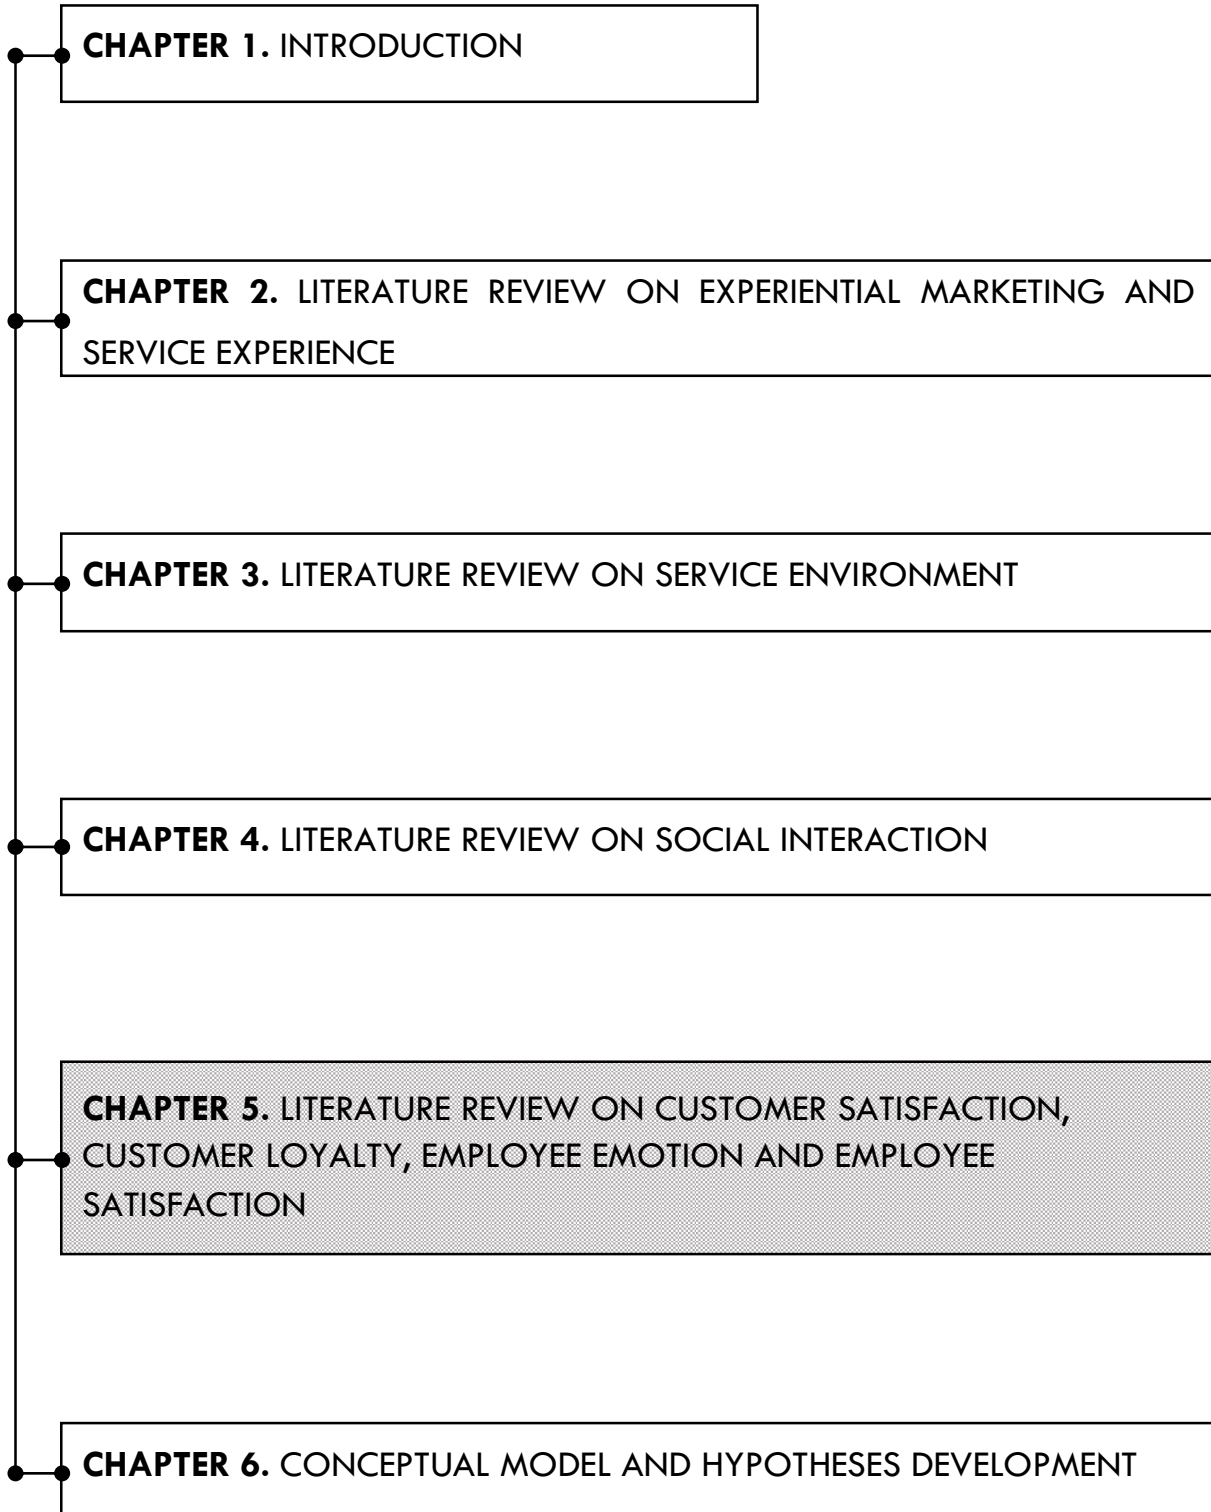 CHAPTER 1. INTRODUCTION
CHAPTER 2. LITERATURE REVIEW ON EXPERIENTIAL MARKETING AND
SERVICE EXPERIENCE
CHAPTER 3. LITERATURE REVIEW ON SERVICE ENVIRONMENT
CHAPTER 4. LITERATURE REVIEW ON SOCIAL INTERACTION
CHAPTER 5. LITERATURE REVIEW ON CUSTOMER SATISFACTION,
CUSTOMER LOYALTY, EMPLOYEE EMOTION AND EMPLOYEE
SATISFACTION
CHAPTER 6. CONCEPTUAL MODEL AND HYPOTHESES DEVELOPMENT